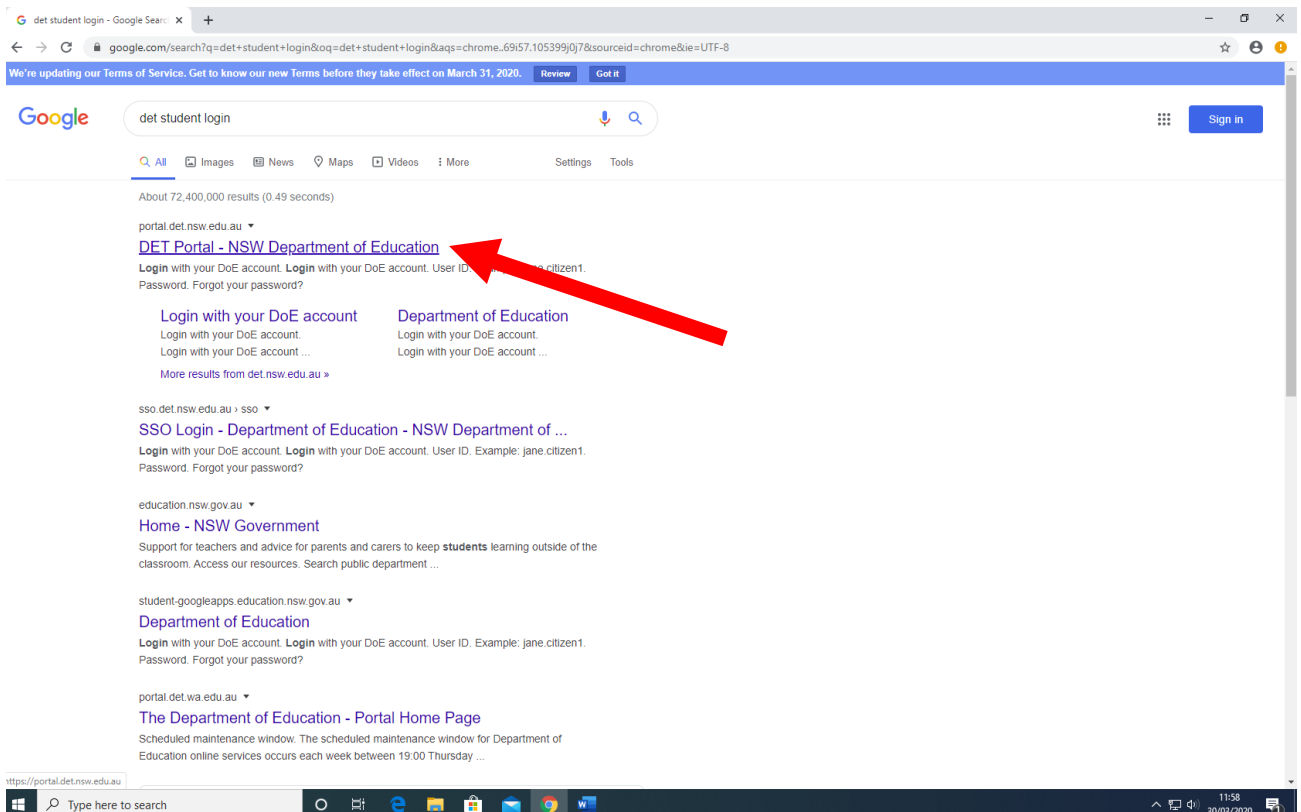 det student login - Google Searc
google.com/search?q=det+student+login&oq=det+student+login&aqs=chrome..69i57.105399j0j7&sourceid=chrome&ie=UTF-8
We're updating our Terms of Service. Get to know our new Terms before they take effect on March 31, 2020. Review Got it
Google det student login Sign in
All Images News Maps Videos More Settings Tools
About 72,400,000 results (0.49 seconds)
portal.det.nsw.edu.au
DET Portal - NSW Department of Education
Login with your DoE account. Login with your DoE account. User ID. citizen1.
Password. Forgot your password?
Login with your DoE account Department of Education
Login with your DoE account. Login with your DoE account.
Login with your DoE account ... Login with your DoE account ...
More results from det.nsw.edu.au »
sso.det.nsw.edu.au › sso
SSO Login - Department of Education - NSW Department of ...
Login with your DoE account. Login with your DoE account. User ID. Example: jane.citizen1.
Password. Forgot your password?
education.nsw.gov.au
Home - NSW Government
Support for teachers and advice for parents and carers to keep students learning outside of the
classroom. Access our resources. Search public department ...
student-googleapps.education.nsw.gov.au
Department of Education
Login with your DoE account. Login with your DoE account. User ID. Example: jane.citizen1.
Password. Forgot your password?
portal.det.wa.edu.au
The Department of Education - Portal Home Page
Scheduled maintenance window. The scheduled maintenance window for Department of
Education online services occurs each week between 19:00 Thursday ...
https://portal.det.nsw.edu.au
Type here to search 11:58
30/03/2020